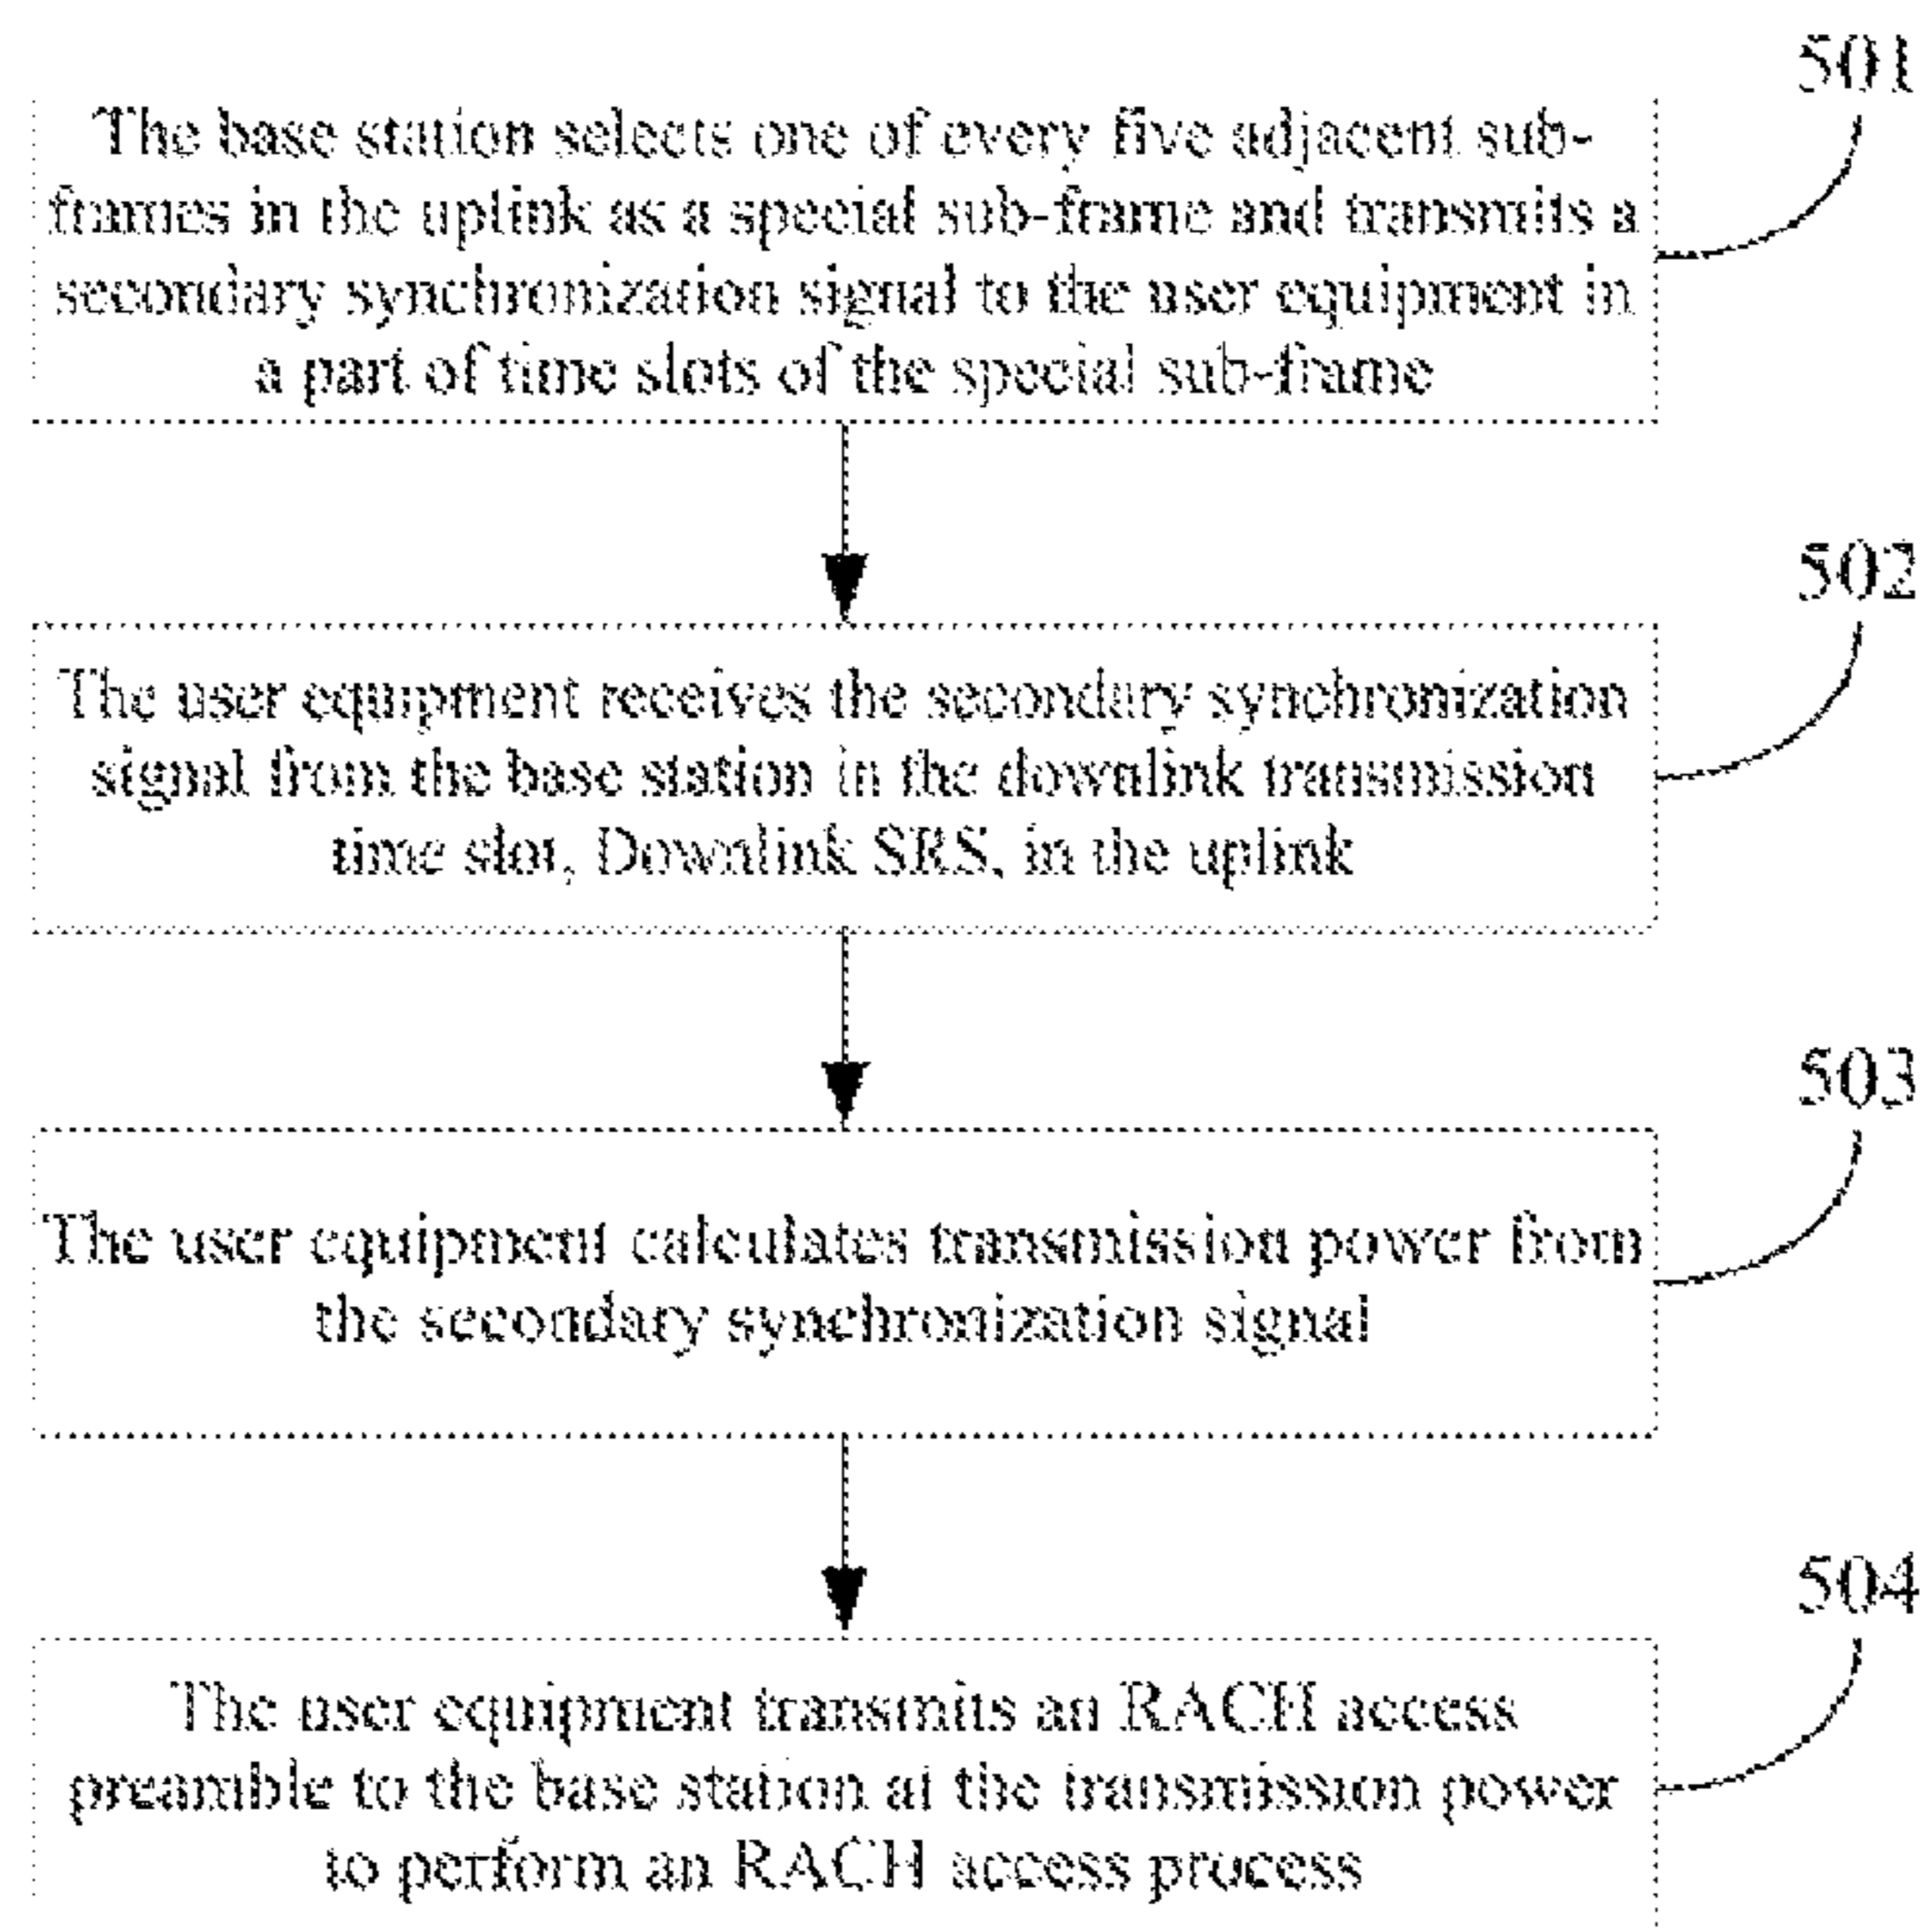 501
The base station selects one of every five adjacent sub-
frames in the uplink as a special sub-frame and transmits a
secondary synchronization signal to the user equipment in
a part of time slots of the special sub-frame
502
The user equipment receives the secondary synchronization
signal from the base station in the downlink transmission
time slot, Downlink SRS, in the uplink
503
The user equipment calculates transmission power from
the secondary synchronization signal
504
The user equipment transmits an RACH access
preamble to the base station at the transmission power
to perform an RACH access process